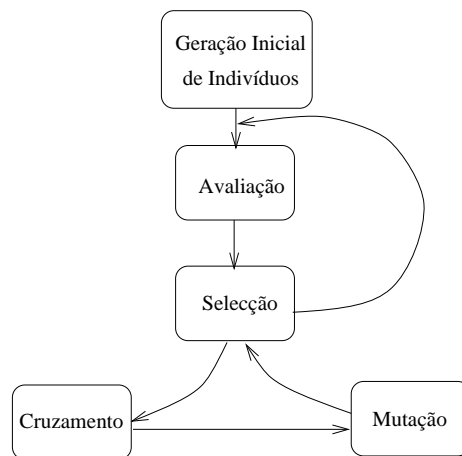 Geração Inicial
de Indivíduos
Avaliação
Selecção
Cruzamento
Mutação